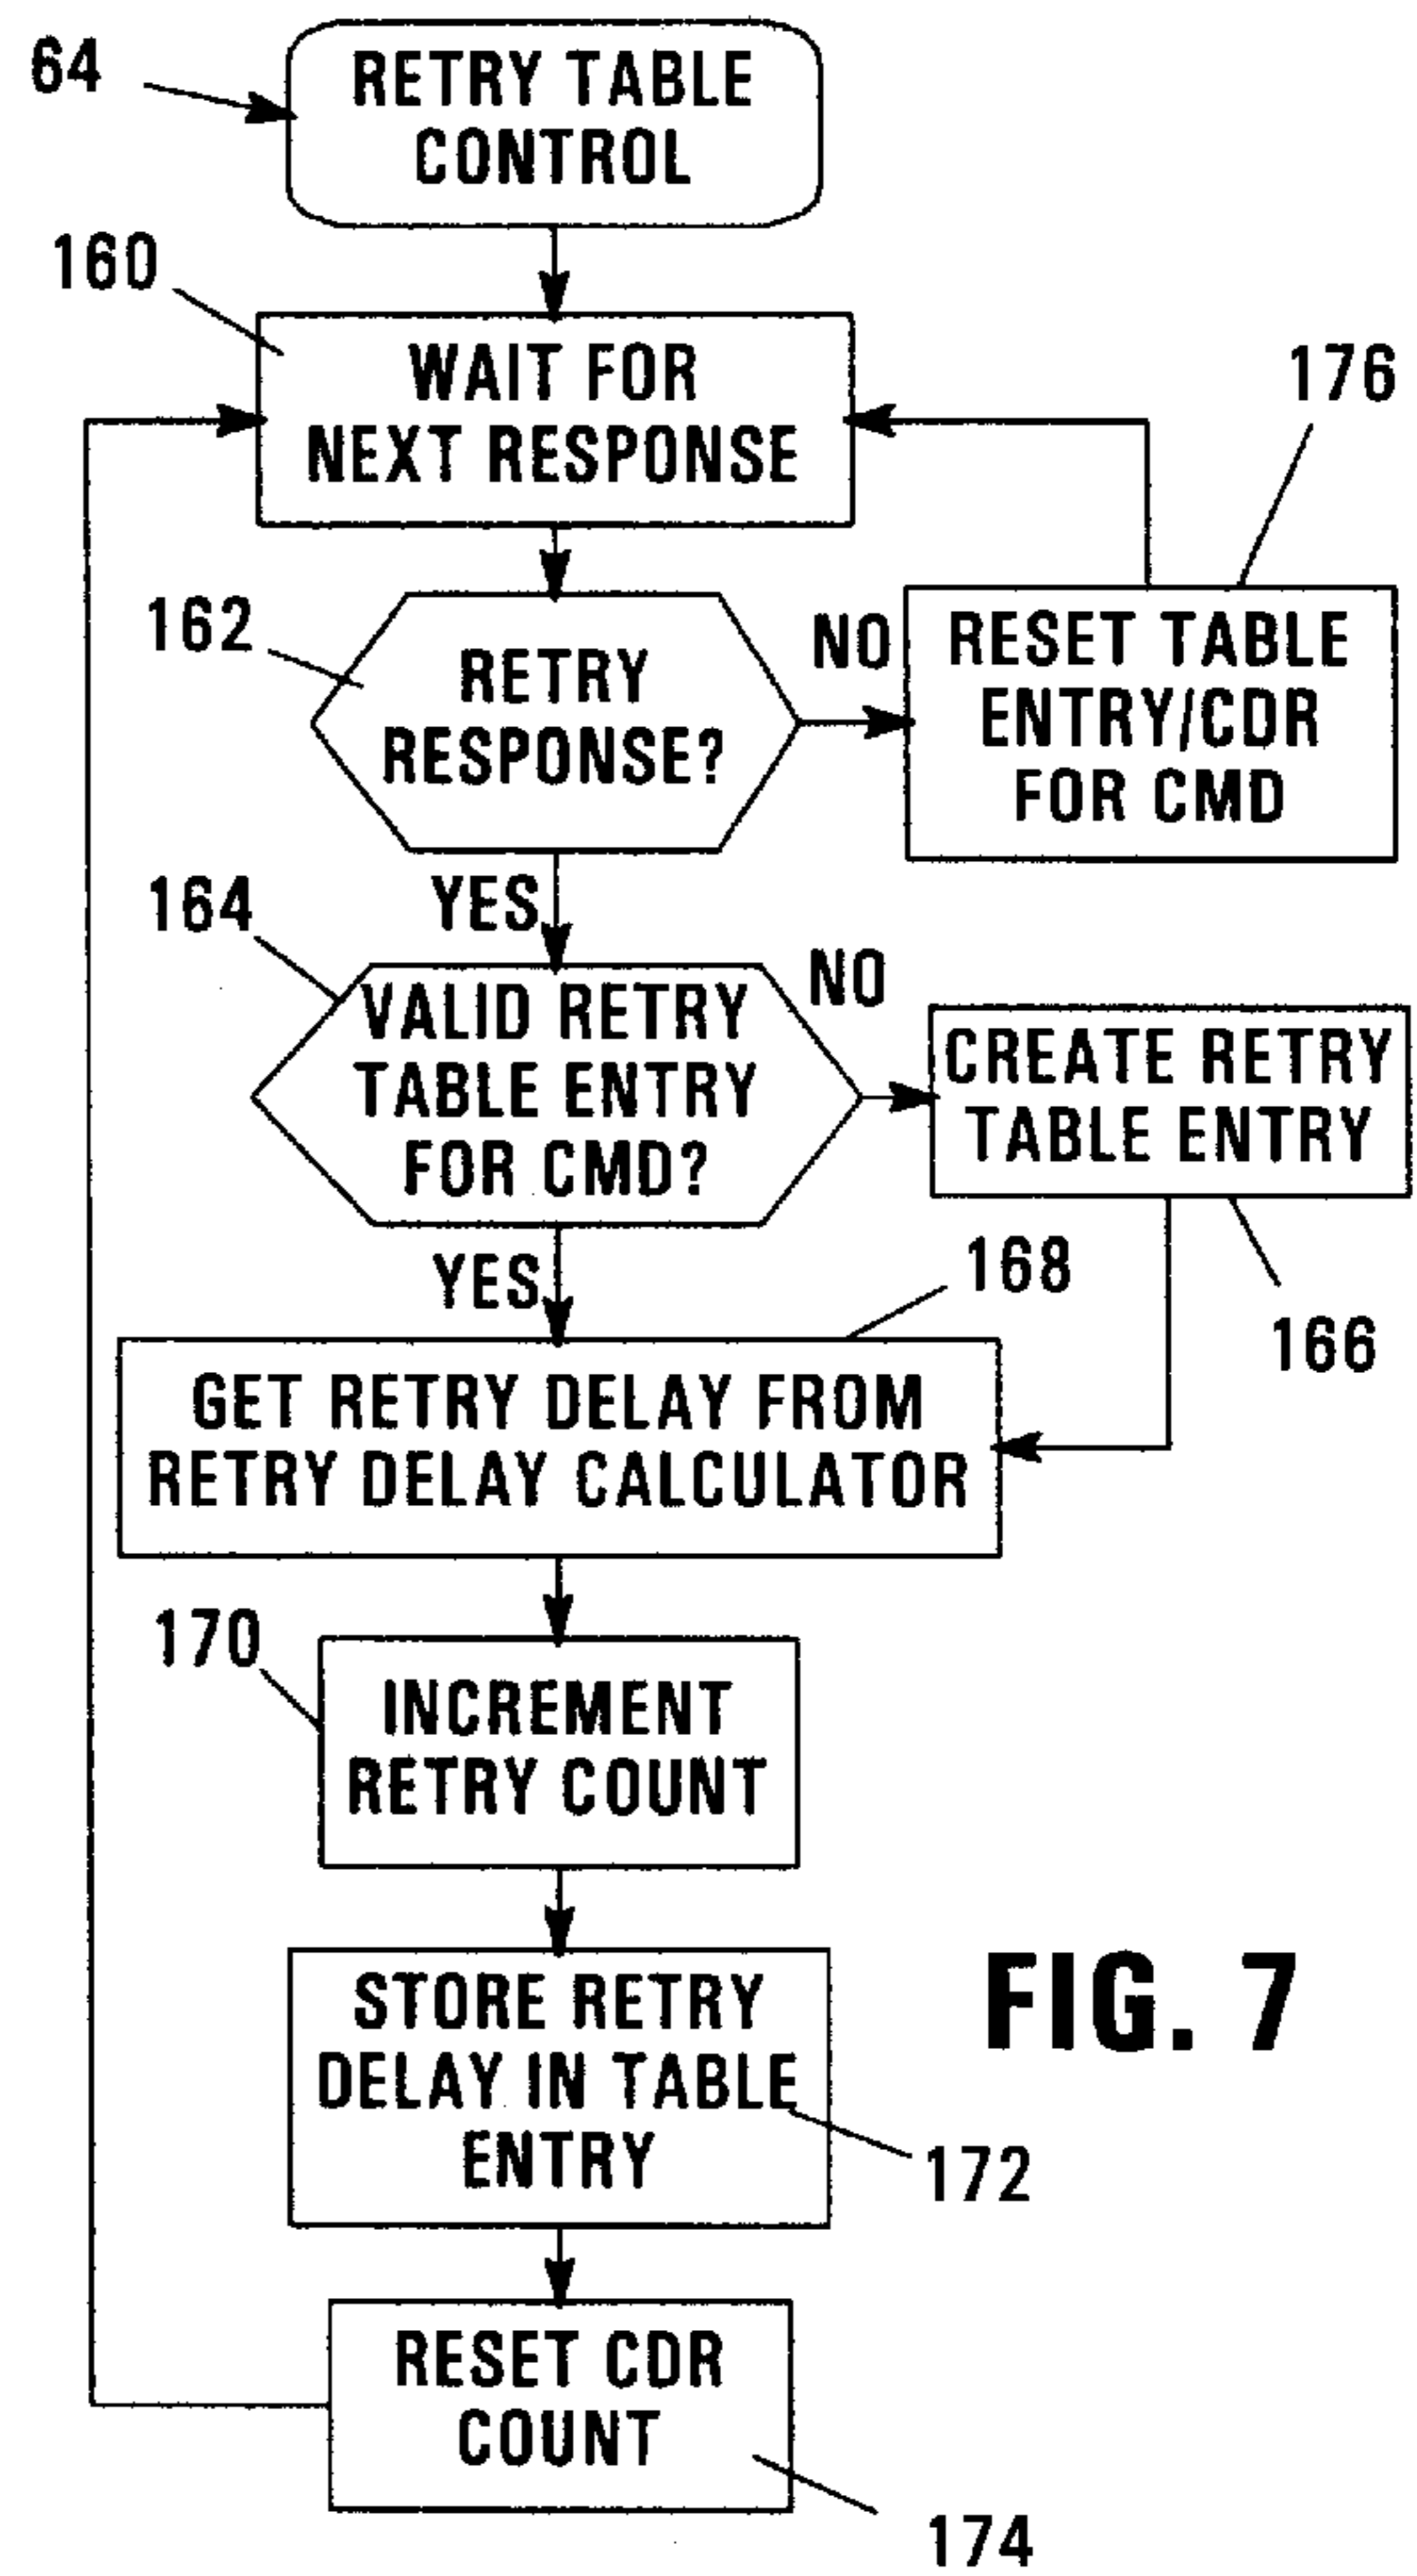 64
RETRY TABLE
CONTROL
160
WAIT FOR
NEXT RESPONSE
176
162
RETRY
RESPONSE?
NO
RESET TABLE
ENTRY/CDR
FOR CMD
YES
164
VALID RETRY
TABLE ENTRY
FOR CMD?
NO
CREATE RETRY
TABLE ENTRY
166
YES
168
GET RETRY DELAY FROM
RETRY DELAY CALCULATOR
170
INCREMENT
RETRY COUNT
STORE RETRY
DELAY IN TABLE
ENTRY
172
FIG. 7
RESET CDR
COUNT
174